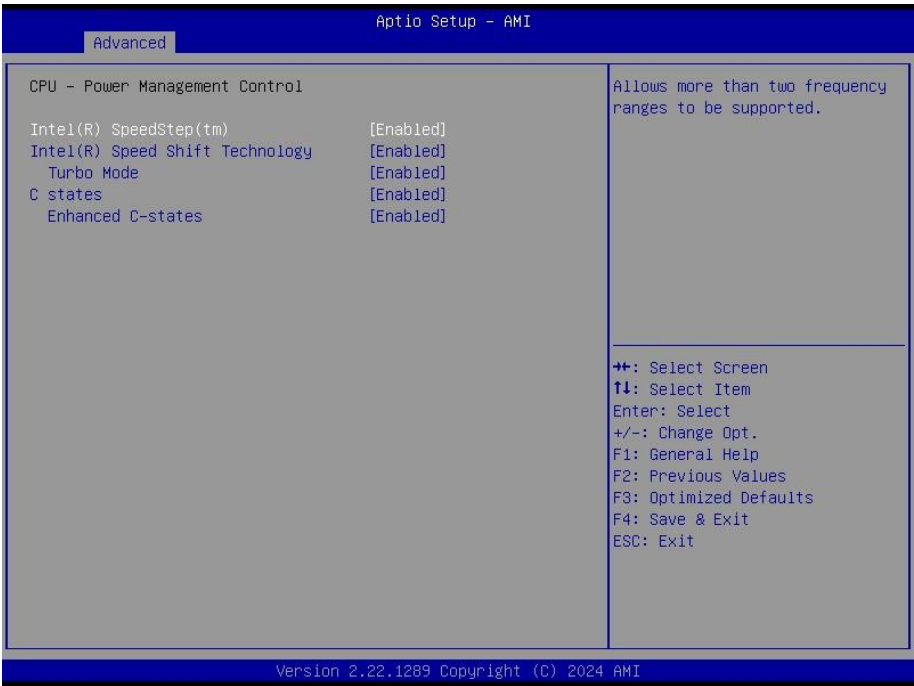 Aptio Setup – AMI
Advanced
CPU – Power Management Control
Intel(R) SpeedStep(tm) [Enabled]
Intel(R) Speed Shift Technology [Enabled]
Turbo Mode [Enabled]
C states [Enabled]
Enhanced C-states [Enabled]
Allows more than two frequency
ranges to be supported.
→←: Select Screen
↑↓: Select Item
Enter: Select
+/-: Change Opt.
F1: General Help
F2: Previous Values
F3: Optimized Defaults
F4: Save & Exit
ESC: Exit
Version 2.22.1289 Copyright (C) 2024 AMI